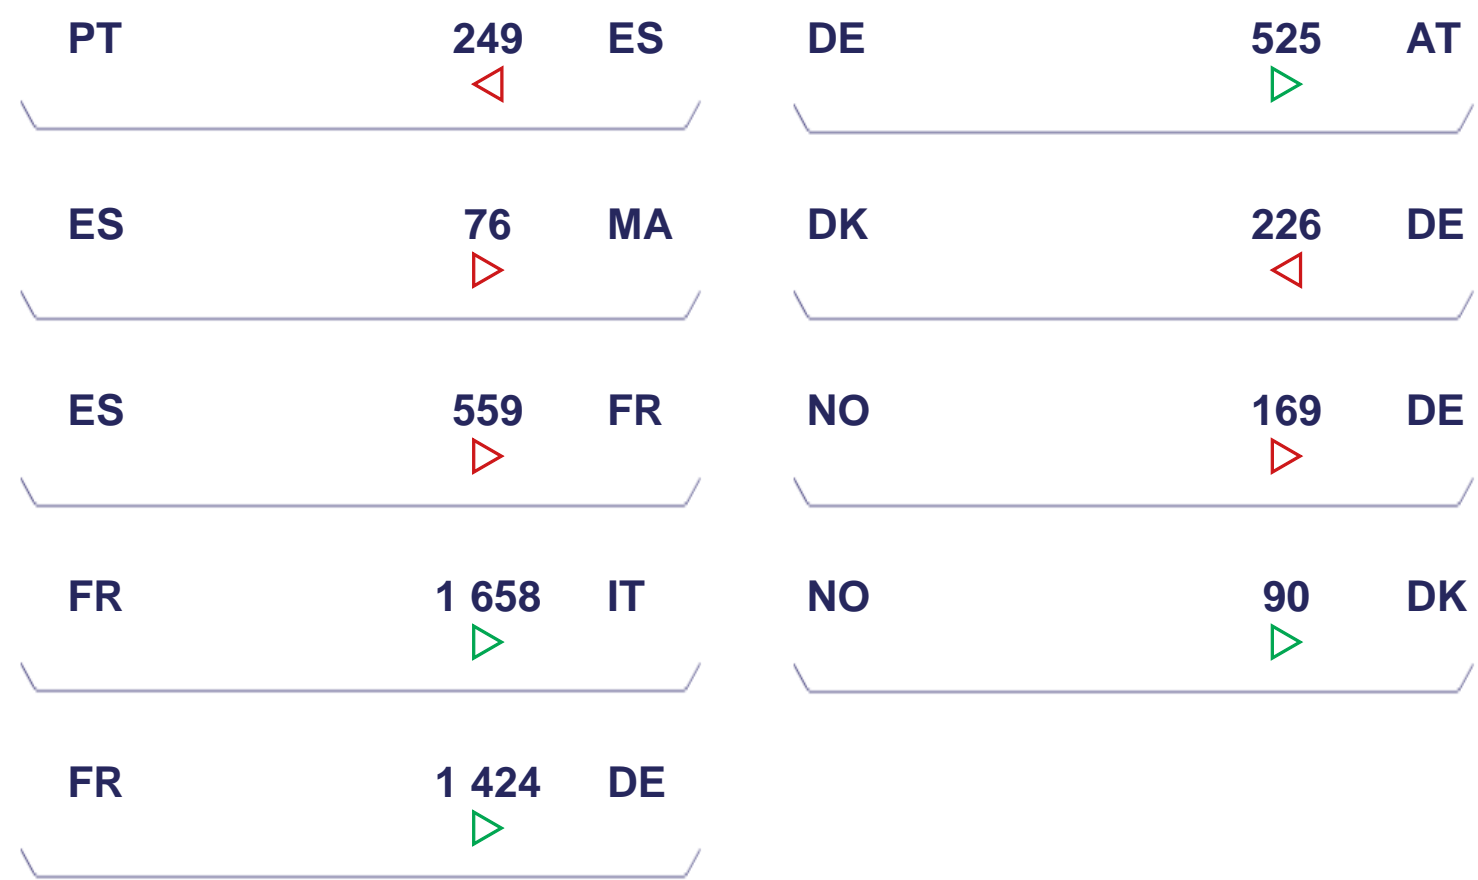 PT 249 ES
ES 76 MA
ES 559 FR
FR 1 658 IT
FR 1 424 DE
DE 525 AT
DK 226 DE
NO 169 DE
NO 90 DK